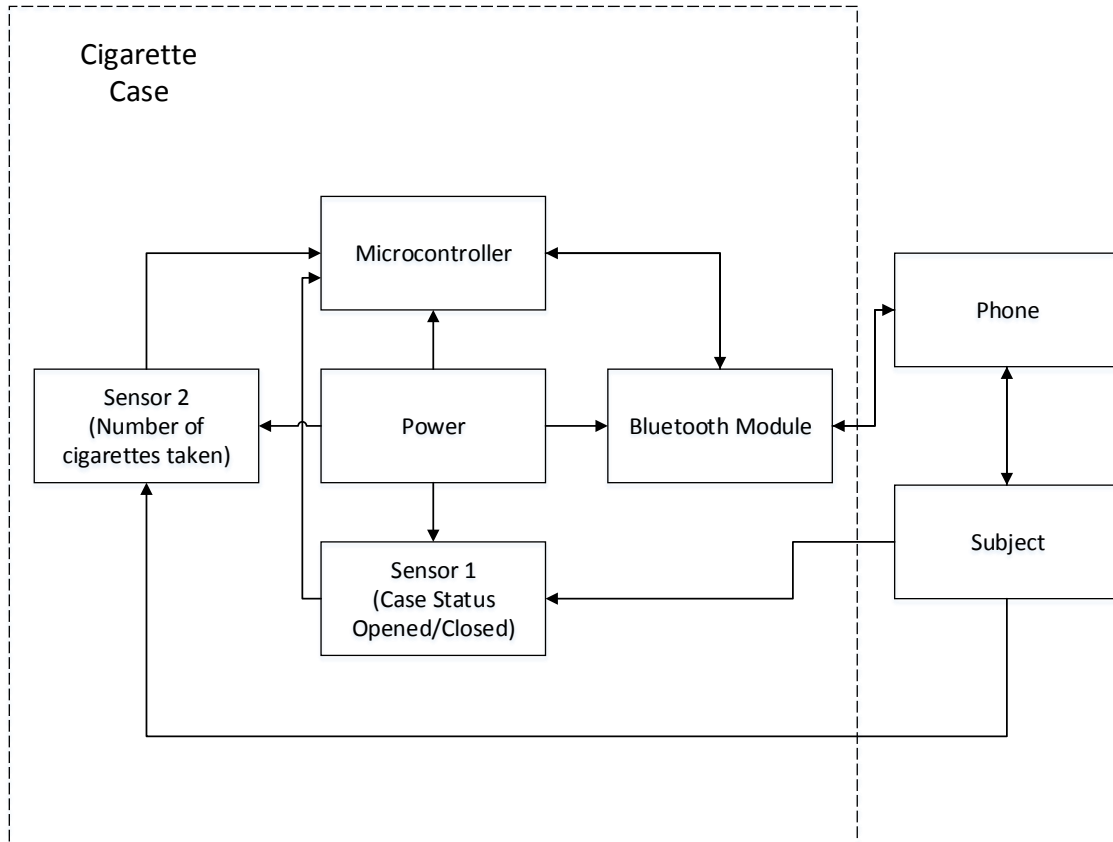 Cigarette
Case
Microcontroller
Phone
Sensor 2
(Number of
cigarettes taken)
Power
Bluetooth Module
Subject
Sensor 1
(Case Status
Opened/Closed)